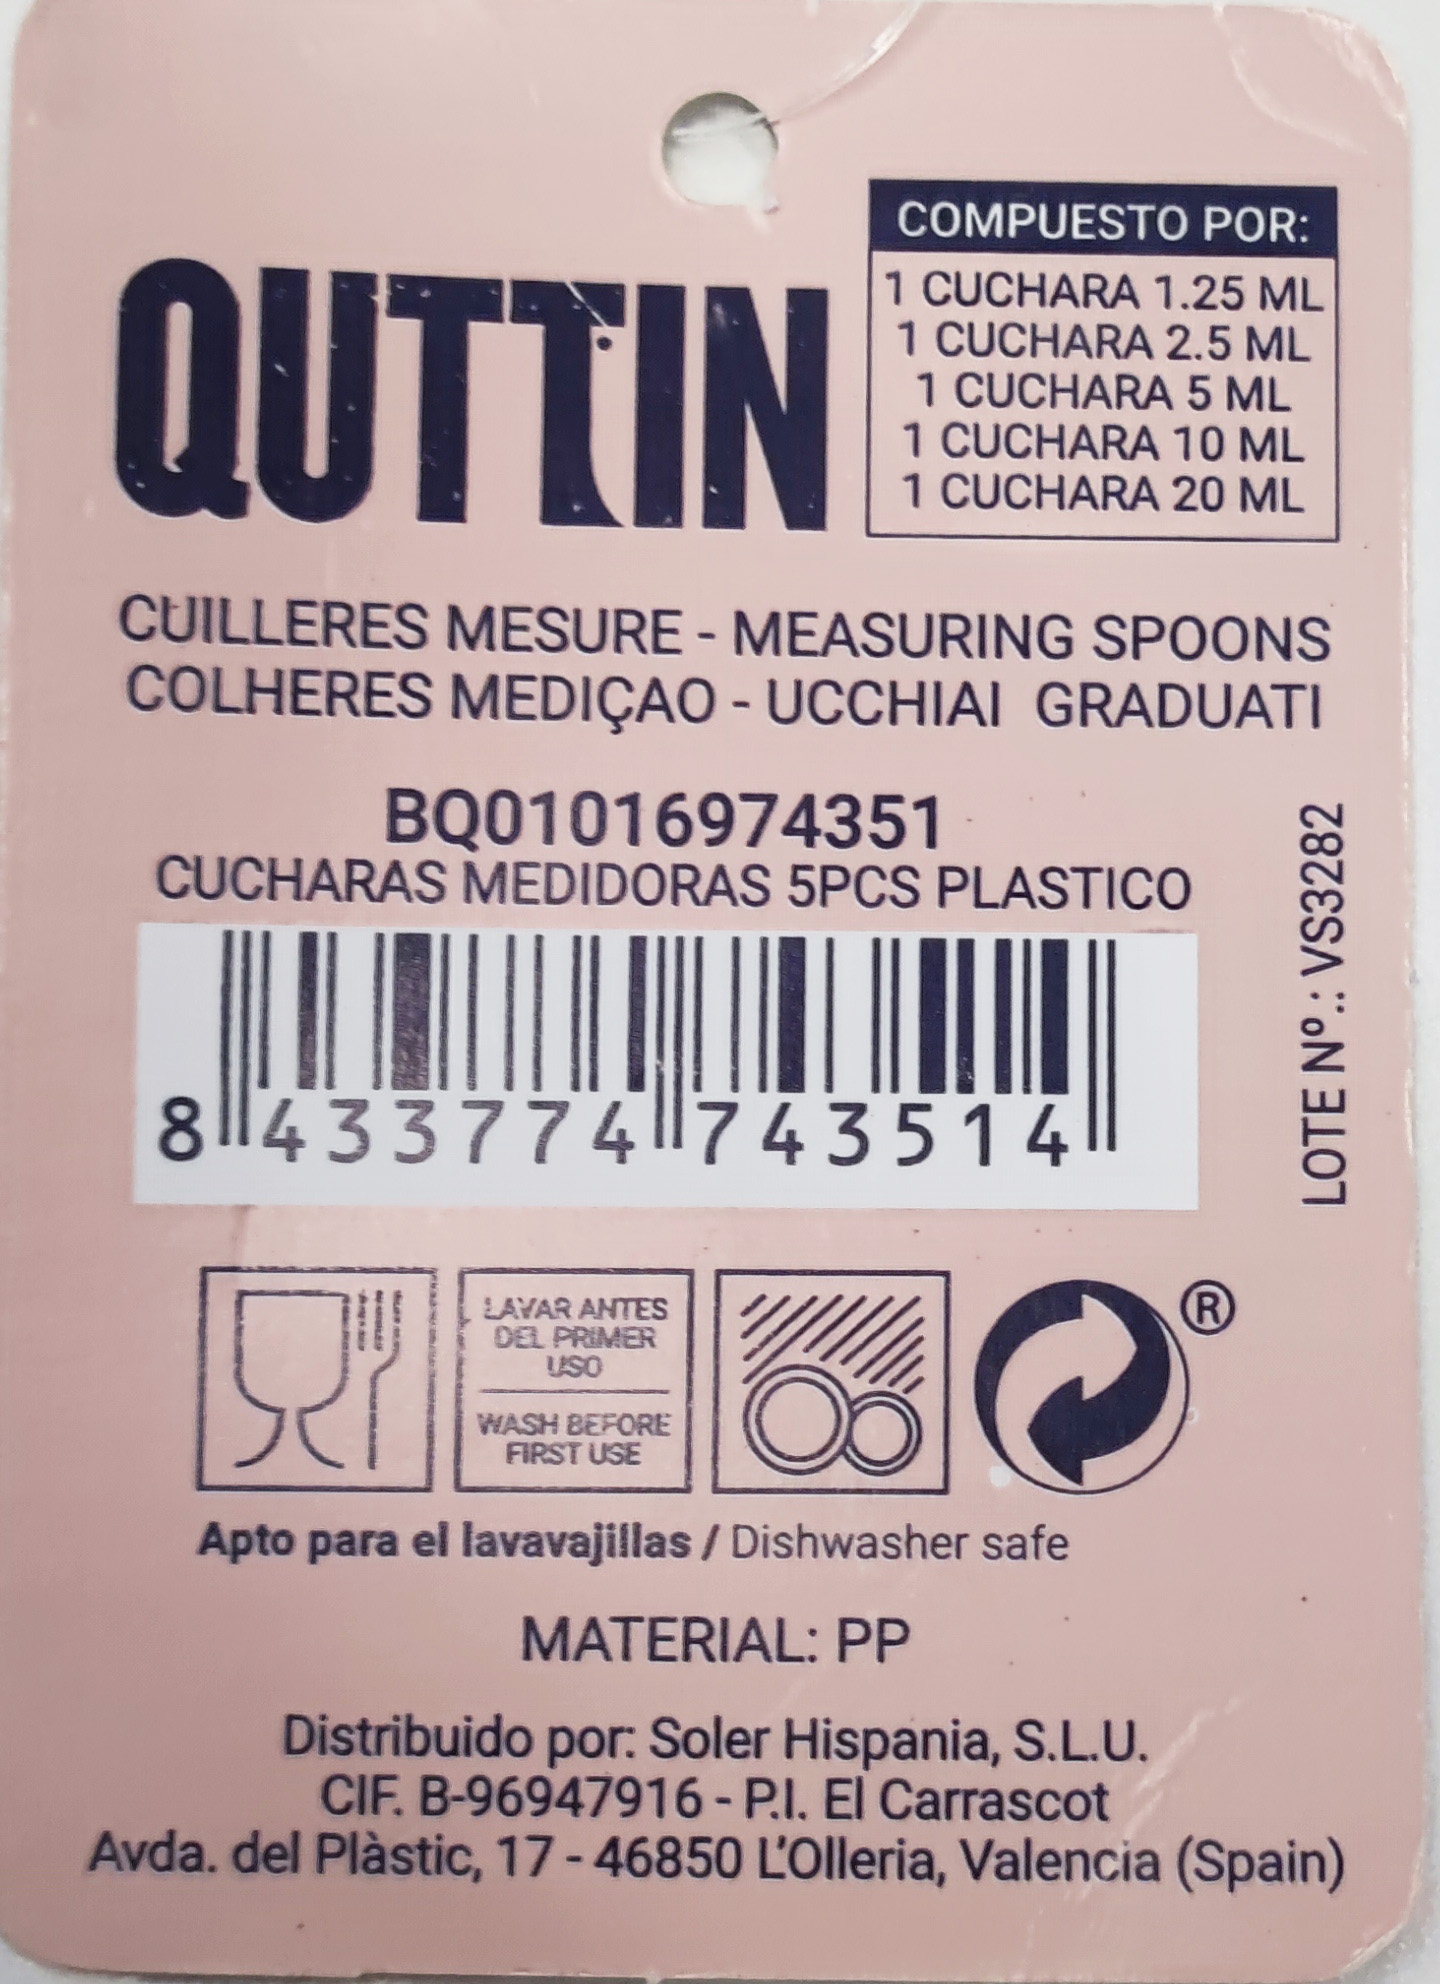 QUTTIN
COMPUESTO POR:
1 CUCHARA 1.25 ML
1 CUCHARA 2.5 ML
1 CUCHARA 5 ML
1 CUCHARA 10 ML
1 CUCHARA 20 ML
CUILLERES MESURE - MEASURING SPOONS
COLHERES MEDIÇAO - UCCHIAI GRADUATI
BQ01016974351
CUCHARAS MEDIDORAS 5PCS PLASTICO
8 433774 743514
LOTE Nº.: VS3282
LAVAR ANTES
DEL PRIMER
USO
WASH BEFORE
FIRST USE
®
Apto para el lavavajillas / Dishwasher safe
MATERIAL: PP
Distribuido por: Soler Hispania, S.L.U.
CIF. B-96947916 - P.I. El Carrascot
Avda. del Plàstic, 17 - 46850 L'Olleria, Valencia (Spain)